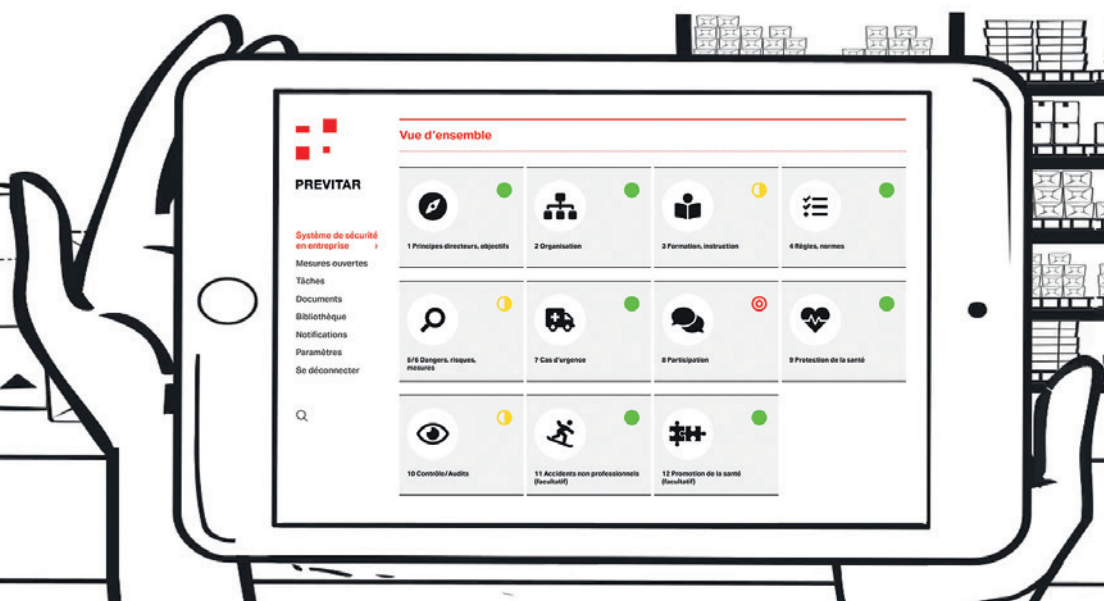 Vue d'ensemble
PREVITAR
Système de sécurité
en entreprise ›
Mesures ouvertes
Tâches
Documents
Bibliothèque
Notifications
Paramètres
Se déconnecter
1 Principes directeurs, objectifs
2 Organisation
3 Formation, instruction
4 Règles, normes
5/6 Dangers, risques,
mesures
7 Cas d'urgence
8 Participation
9 Protection de la santé
10 Contrôle/Audits
11 Accidents non professionnels
(facultatif)
12 Promotion de la santé
(facultatif)